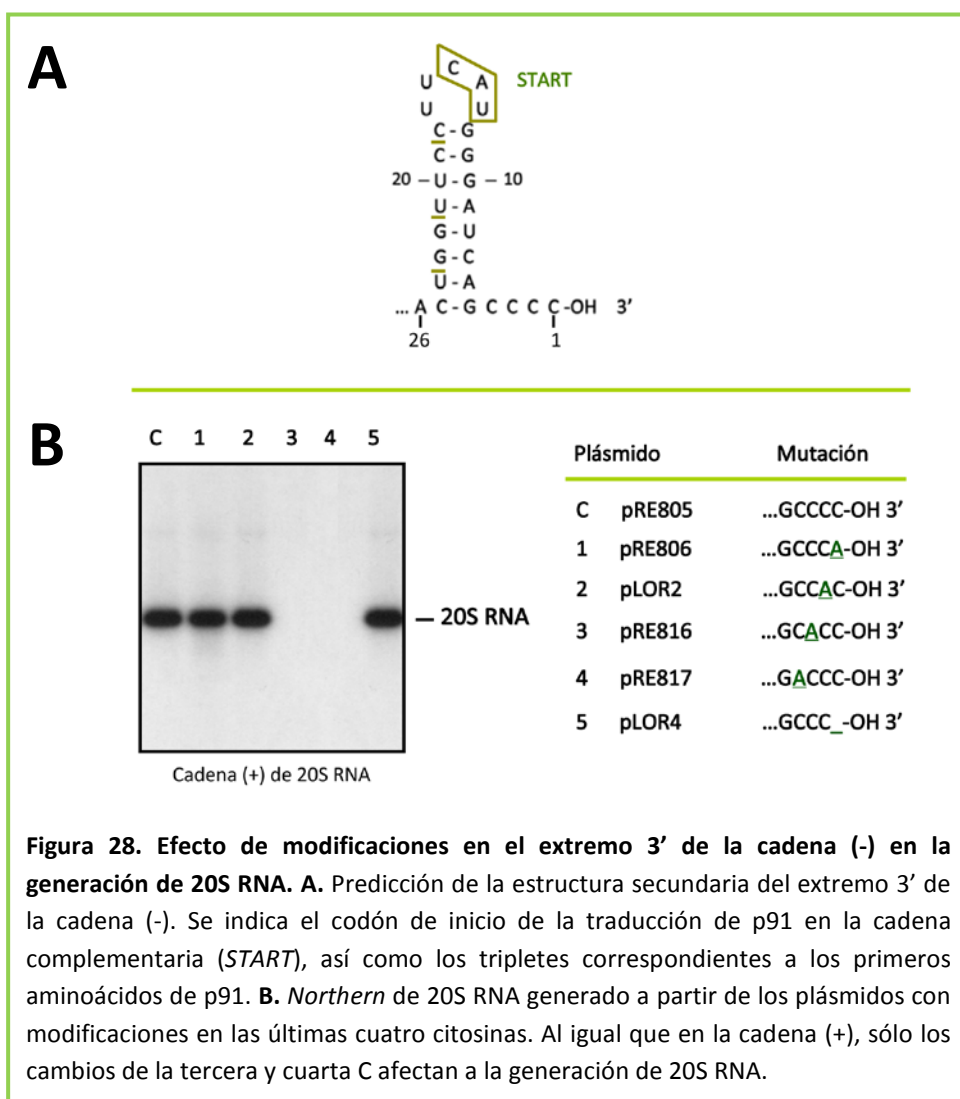 A
C
U A START
U U
C - G
C - G
20 – U - G – 10
U - A
G - U
G - C
U - A
... A C - G C C C C -OH 3'
26 1
B
C 1 2 3 4 5
– 20S RNA
Cadena (+) de 20S RNA
Plásmido Mutación
C pRE805 ...GCCCC-OH 3'
1 pRE806 ...GCCCA-OH 3'
2 pLOR2 ...GCCAC-OH 3'
3 pRE816 ...GCACC-OH 3'
4 pRE817 ...GACCC-OH 3'
5 pLOR4 ...GCCC_-OH 3'
Figura 28. Efecto de modificaciones en el extremo 3' de la cadena (-) en la
generación de 20S RNA. A. Predicción de la estructura secundaria del extremo 3' de
la cadena (-). Se indica el codón de inicio de la traducción de p91 en la cadena
complementaria (START), así como los tripletes correspondientes a los primeros
aminoácidos de p91. B. Northern de 20S RNA generado a partir de los plásmidos con
modificaciones en las últimas cuatro citosinas. Al igual que en la cadena (+), sólo los
cambios de la tercera y cuarta C afectan a la generación de 20S RNA.